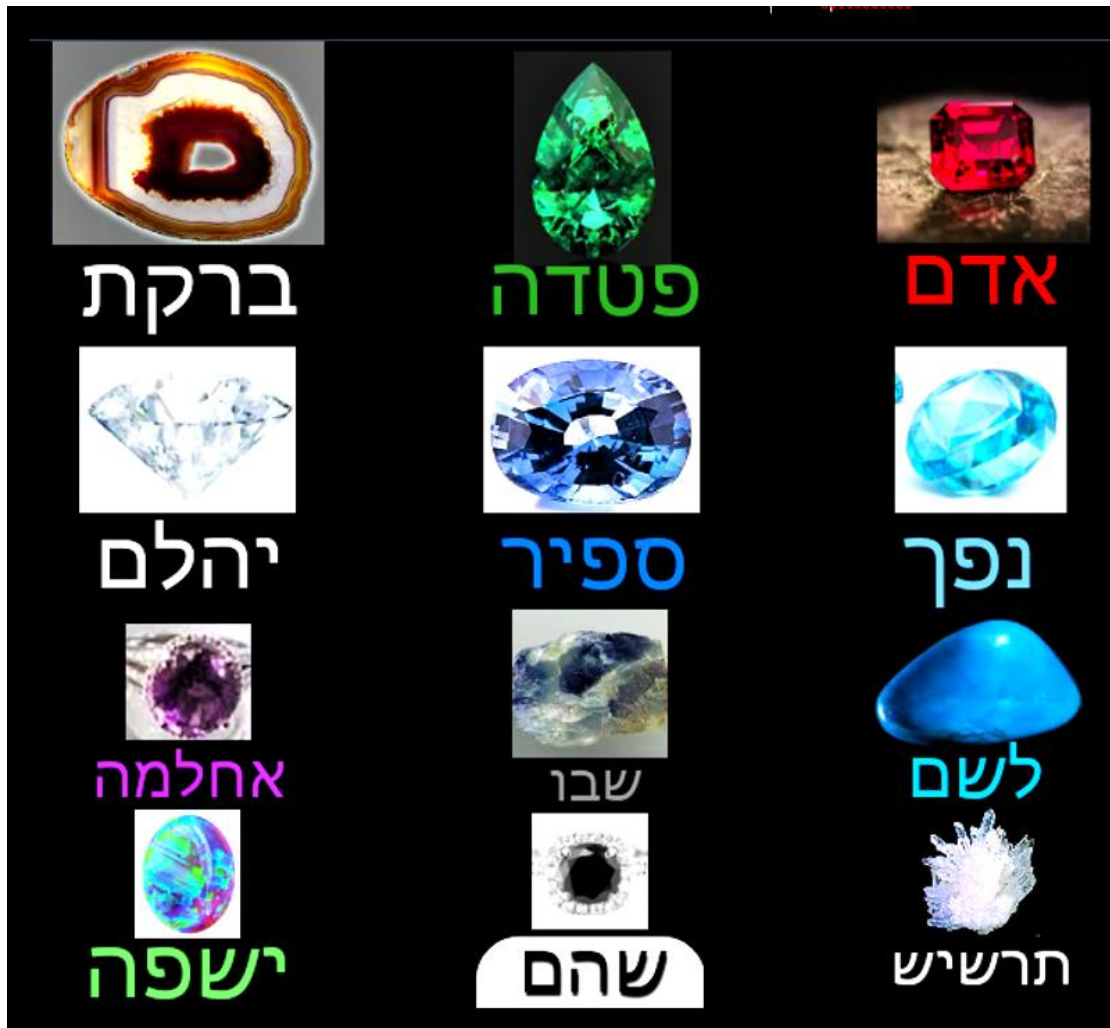 אדם פטדה ברקת
נפך ספיר יהלם
לשם שבו אחלמה
תרשיש שהם ישפה